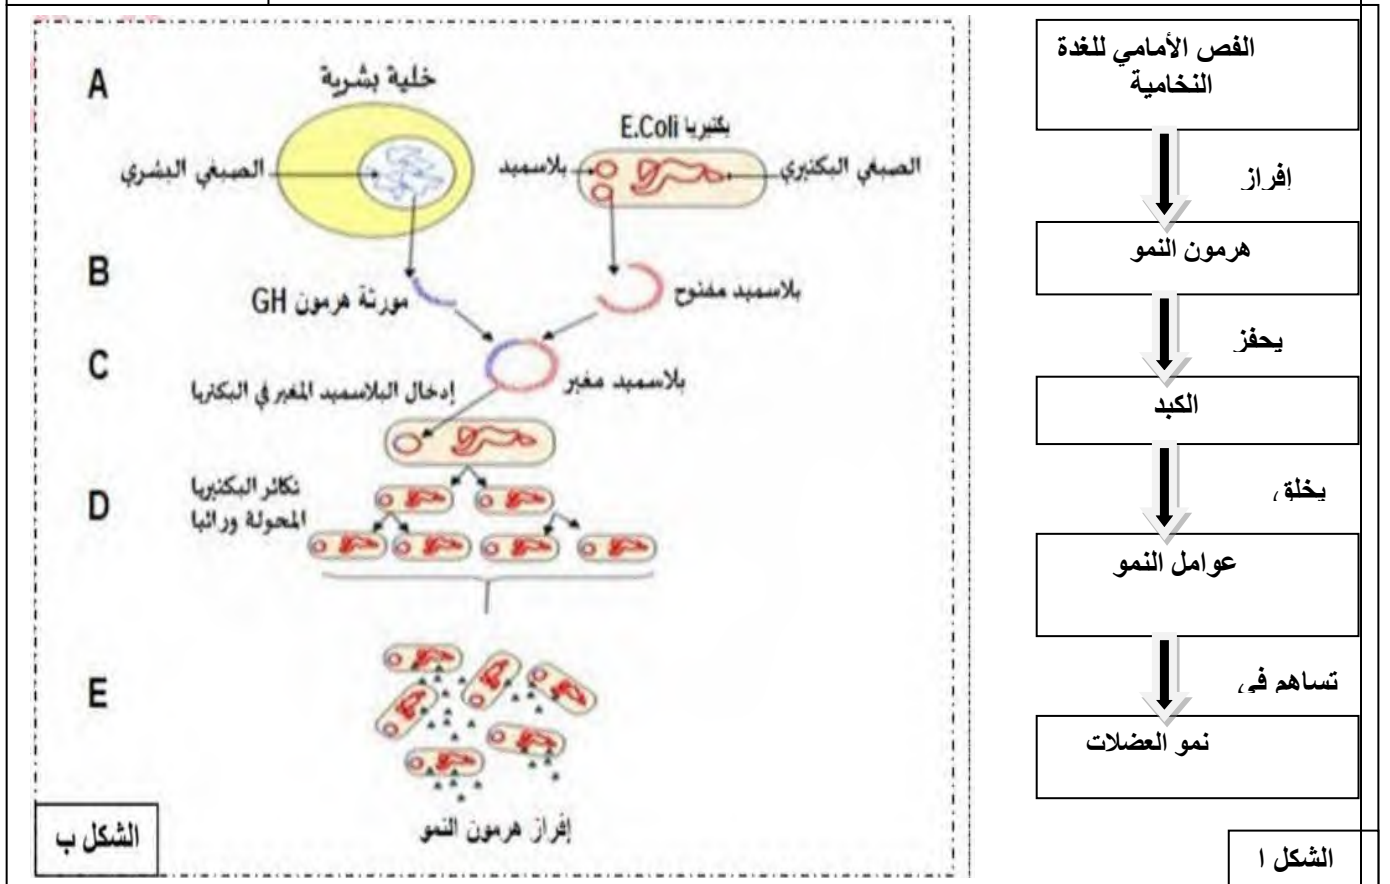 A
خلية بشرية
بكتيريا E.Coli
الصبغي البشري
بلاسميد
الصبغي البكتيري
B
مورثة هرمون GH
بلاسميد مفتوح
C
بلاسميد مغير
إدخال البلاسميد المغير في البكتريا
D
تكاثر البكتيريا
المحولة وراثيا
E
إفراز هرمون النمو
الشكل ب
الفص الأمامي للغدة
النخامية
إفراز
هرمون النمو
يحفز
الكبد
يخلق
عوامل النمو
تساهم في
نمو العضلات
الشكل ا